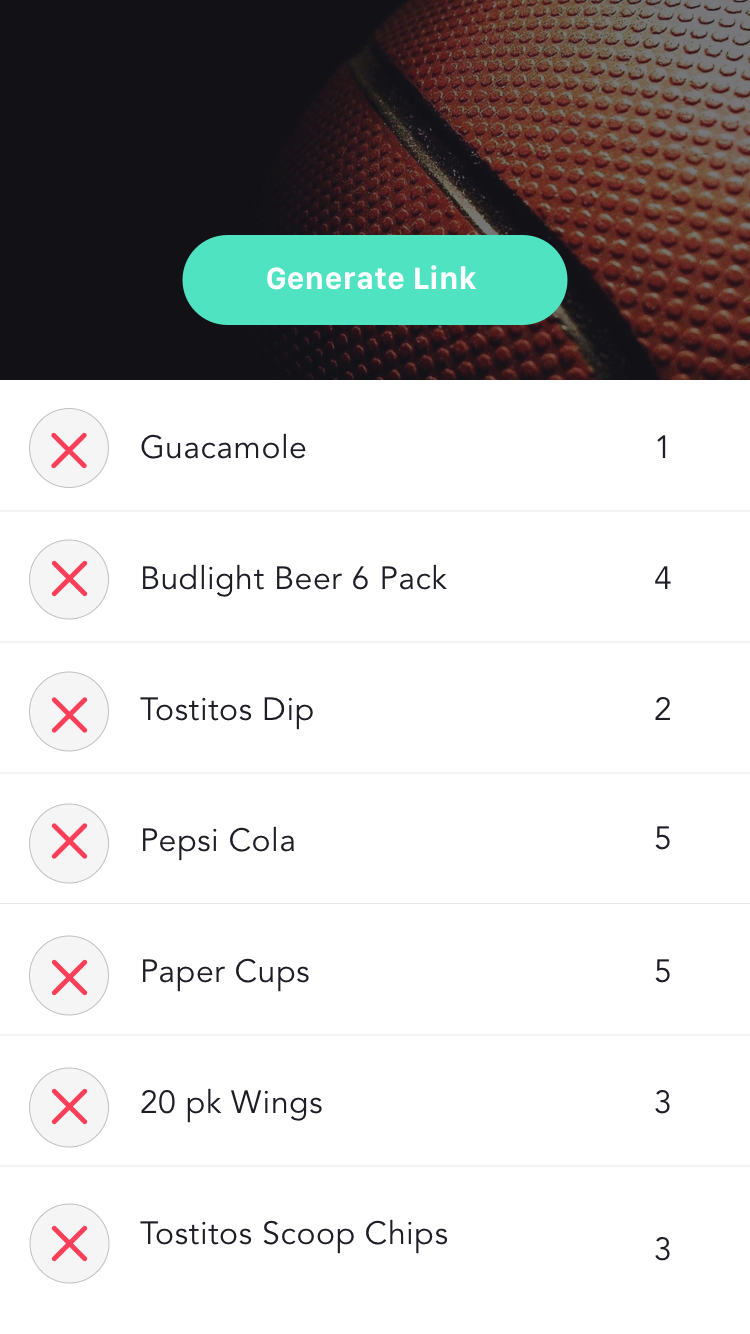 Generate Link
Guacamole 1
Budlight Beer 6 Pack 4
Tostitos Dip 2
Pepsi Cola 5
Paper Cups 5
20 pk Wings 3
Tostitos Scoop Chips 3